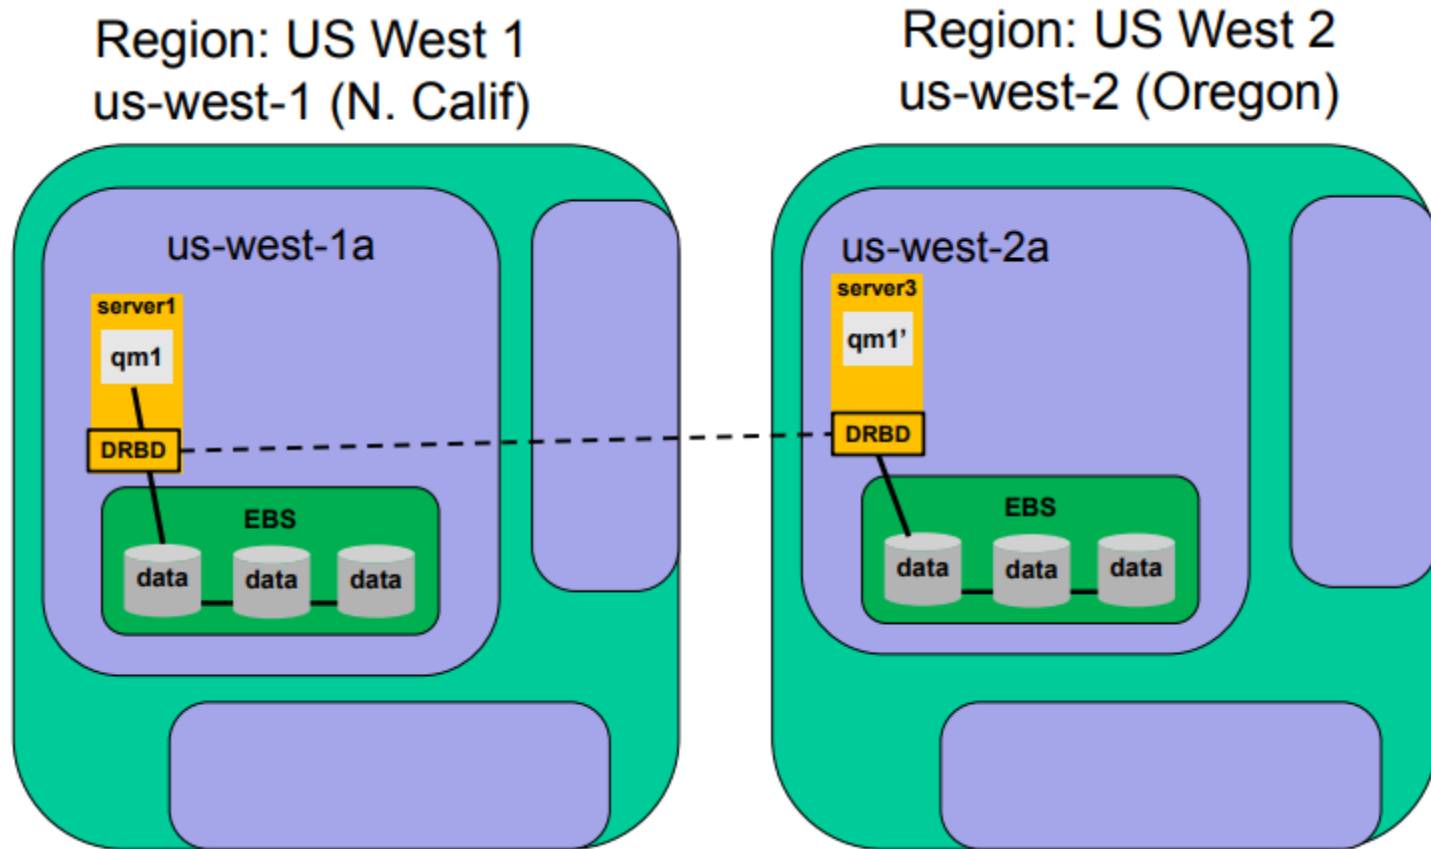 Region: US West 1
us-west-1 (N. Calif)
us-west-1a
server1
qm1
DRBD
EBS
data
data
data
Region: US West 2
us-west-2 (Oregon)
us-west-2a
server3
qm1’
DRBD
EBS
data
data
data